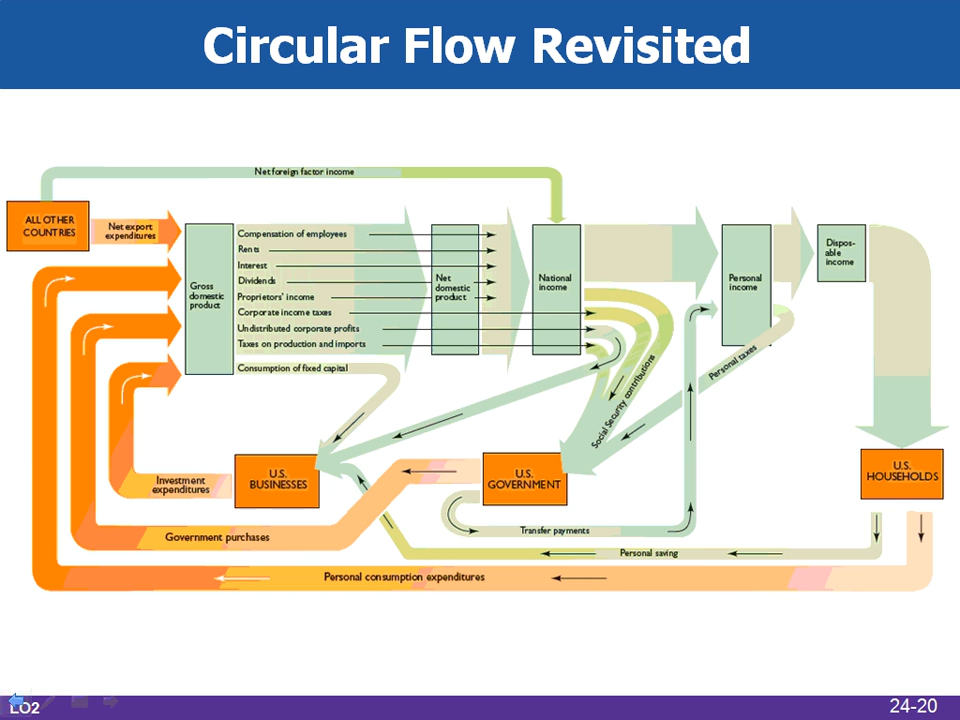 Circular Flow Revisited
Net foreign factor income
ALL OTHER
COUNTRIES
Net export
expenditures
Gross
domestic
product
Compensation of employees
Rents
Interest
Dividends
Proprietors' income
Corporate income taxes
Undistributed corporate profits
Taxes on production and imports
Consumption of fixed capital
Net
domestic
product
National
income
Personal
income
Dispos-
able
income
Social Security contributions
Personal taxes
Investment
expenditures
U.S.
BUSINESSES
U.S.
GOVERNMENT
U.S.
HOUSEHOLDS
Government purchases
Transfer payments
Personal saving
Personal consumption expenditures
LO2
24-20